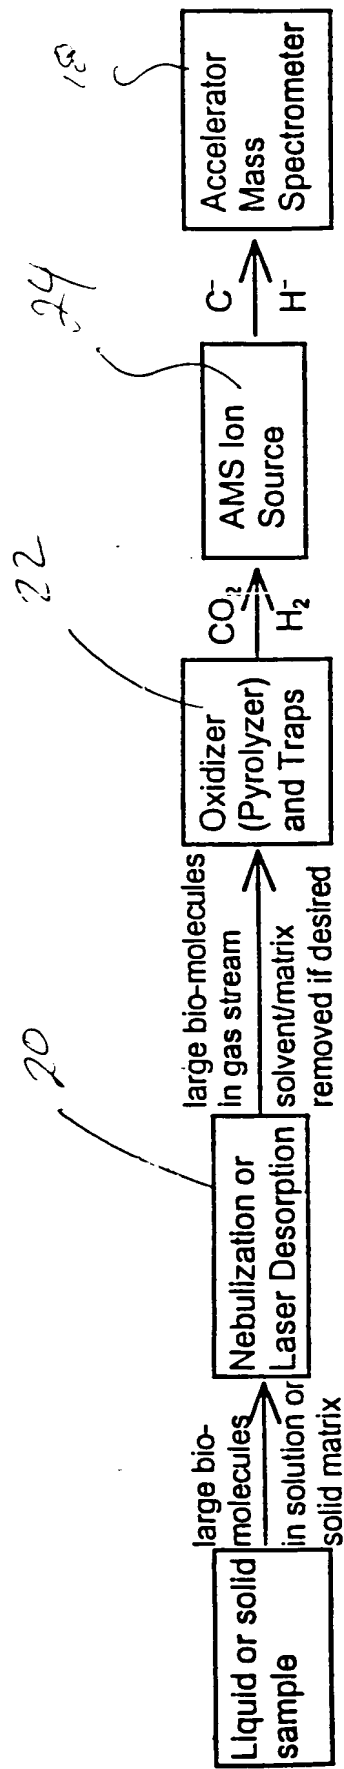 Liquid or solid
sample
large bio-
molecules
in solution or
solid matrix
20
Nebulization or
Laser Desorption
large bio-molecules
in gas stream
solvent/matrix
removed if desired
22
Oxidizer
(Pyrolyzer)
and Traps
CO₂
H₂
24
AMS Ion
Source
C⁻
H⁻
18
Accelerator
Mass
Spectrometer